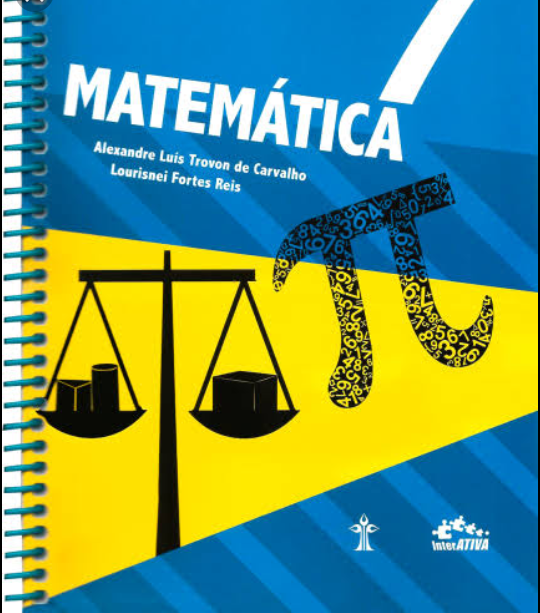 7
MATEMÁTICA
Alexandre Luís Trovon de Carvalho
Lourisnei Fortes Reis
InterATIVA